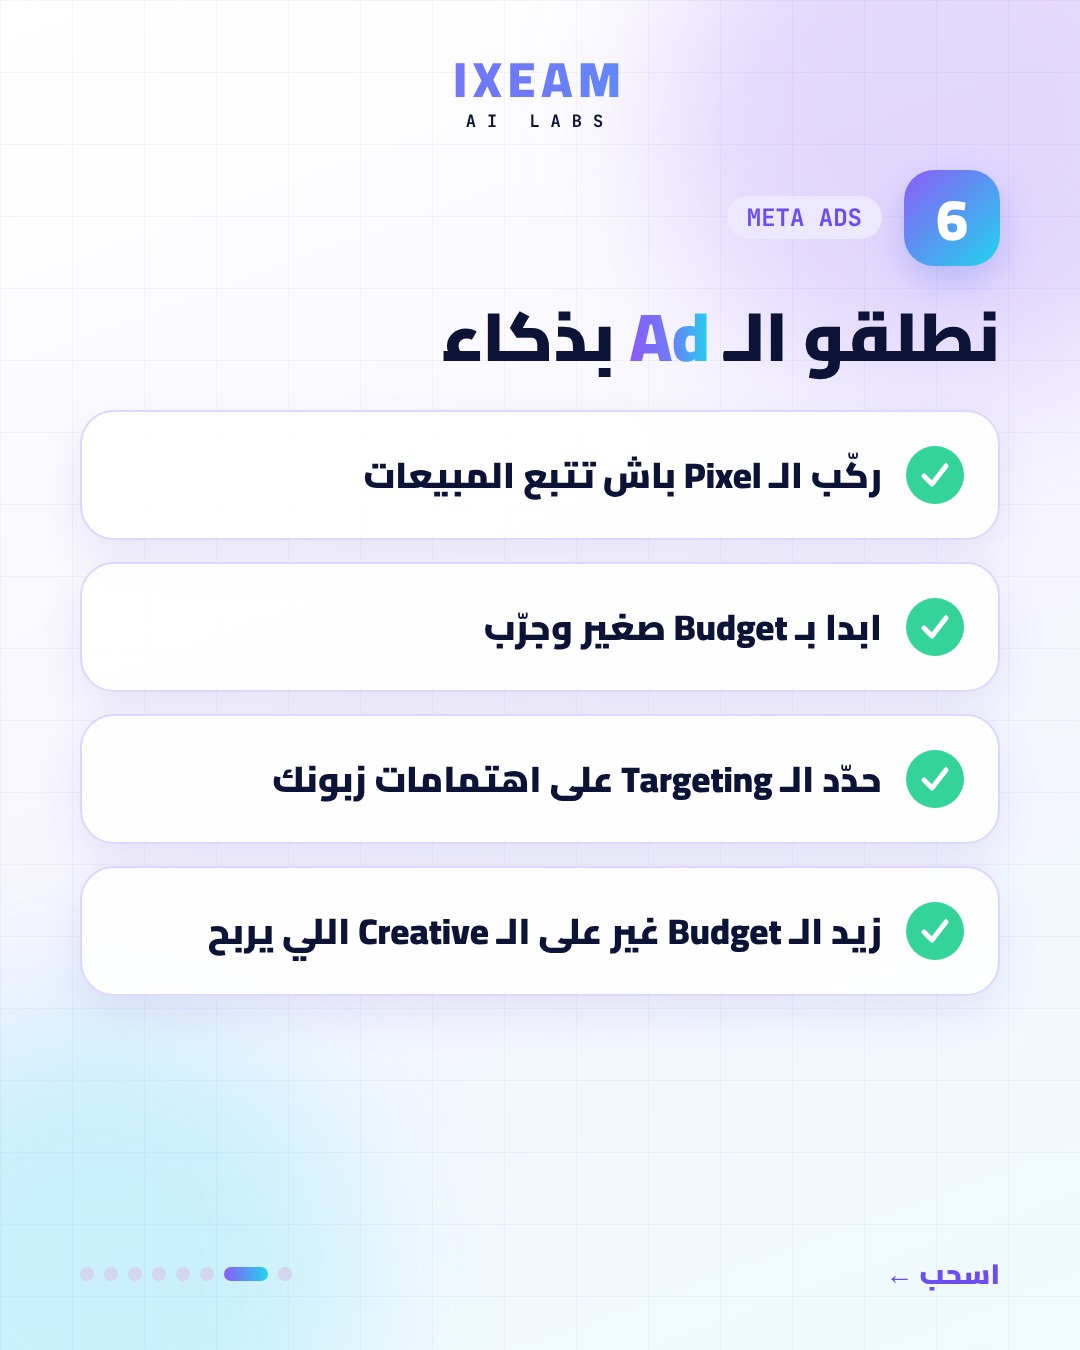 IXEAM
AI LABS
6
META ADS
نطلقو الـ Ad بذكاء
ركّب الـ Pixel باش تتبع المبيعات
ابدا بـ Budget صغير وجرّب
حدّد الـ Targeting على اهتمامات زبونك
زيد الـ Budget غير على الـ Creative اللي يربح
اسحب ←